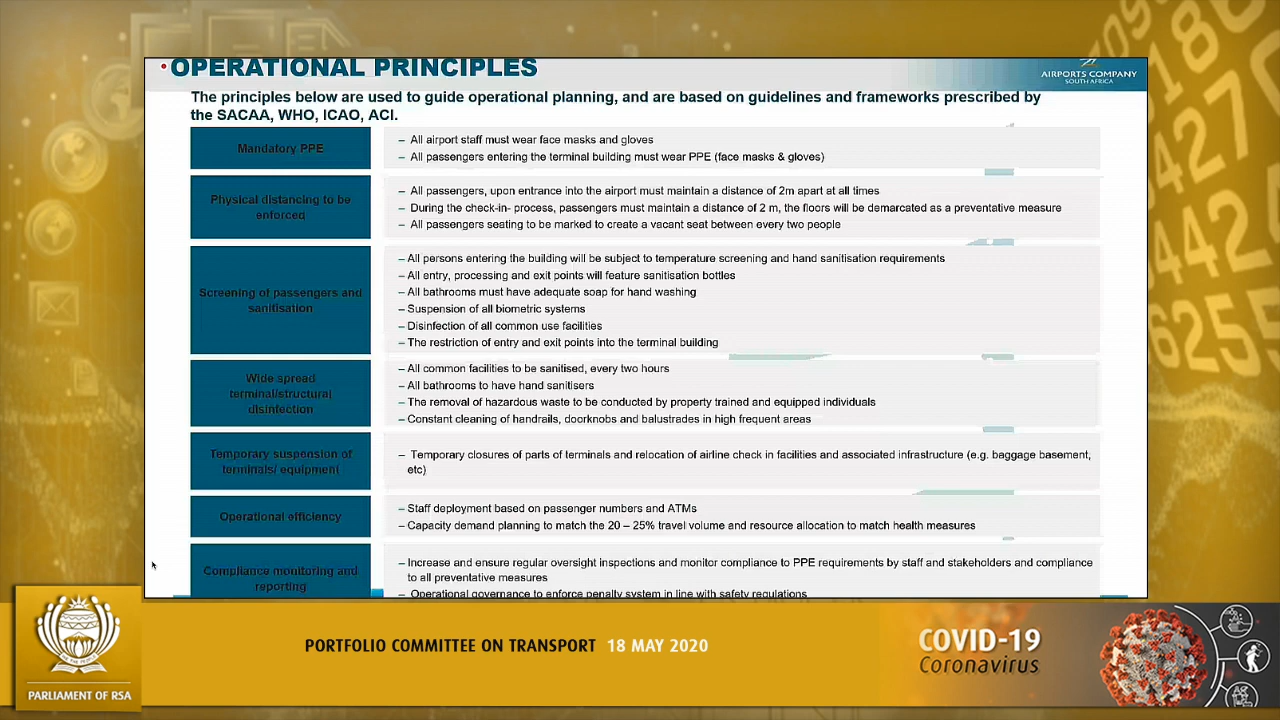 • OPERATIONAL PRINCIPLES
AIRPORTS COMPANY
SOUTH AFRICA
The principles below are used to guide operational planning, and are based on guidelines and frameworks prescribed by
the SACAA, WHO, ICAO, ACI.
Mandatory PPE
– All airport staff must wear face masks and gloves
– All passengers entering the terminal building must wear PPE (face masks & gloves)
Physical distancing to be
enforced
– All passengers, upon entrance into the airport must maintain a distance of 2m apart at all times
– During the check-in- process, passengers must maintain a distance of 2 m, the floors will be demarcated as a preventative measure
– All passengers seating to be marked to create a vacant seat between every two people
Screening of passengers and
sanitisation
– All persons entering the building will be subject to temperature screening and hand sanitisation requirements
– All entry, processing and exit points will feature sanitisation bottles
– All bathrooms must have adequate soap for hand washing
– Suspension of all biometric systems
– Disinfection of all common use facilities
– The restriction of entry and exit points into the terminal building
Wide spread
terminal/structural
disinfection
– All common facilities to be sanitised, every two hours
– All bathrooms to have hand sanitisers
– The removal of hazardous waste to be conducted by property trained and equipped individuals
– Constant cleaning of handrails, doorknobs and balustrades in high frequent areas
Temporary suspension of
terminals/ equipment
– Temporary closures of parts of terminals and relocation of airline check in facilities and associated infrastructure (e.g. baggage basement,
etc)
Operational efficiency
– Staff deployment based on passenger numbers and ATMs
– Capacity demand planning to match the 20 – 25% travel volume and resource allocation to match health measures
Compliance monitoring and
reporting
– Increase and ensure regular oversight inspections and monitor compliance to PPE requirements by staff and stakeholders and compliance
to all preventative measures
– Operational governance to enforce penalty system in line with safety regulations
PARLIAMENT OF RSA
PORTFOLIO COMMITTEE ON TRANSPORT 18 MAY 2020
COVID-19
Coronavirus